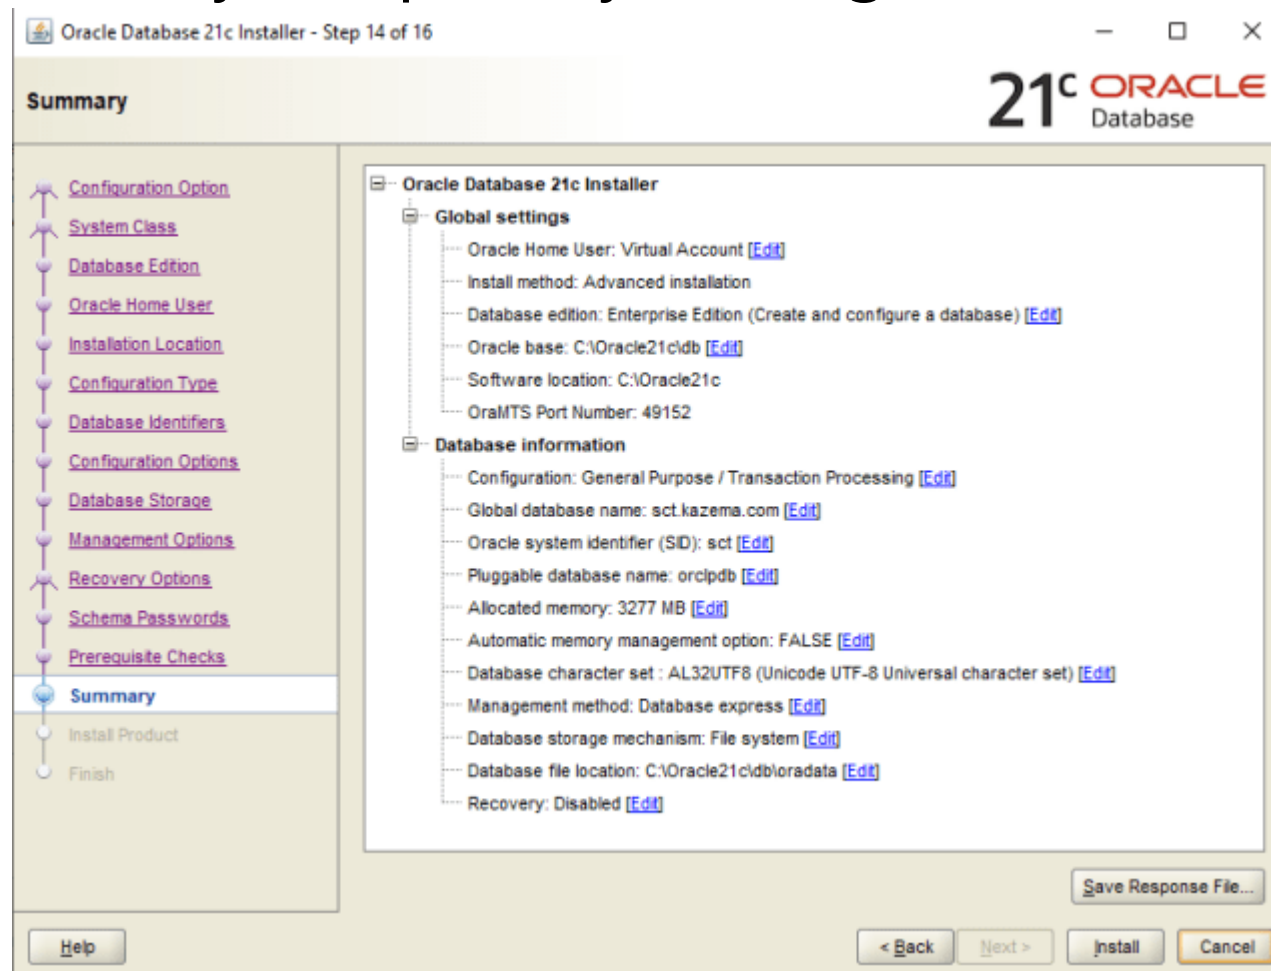 Oracle Database 21c Installer - Step 14 of 16
Summary
21c ORACLE
Database
Configuration Option
System Class
Database Edition
Oracle Home User
Installation Location
Configuration Type
Database Identifiers
Configuration Options
Database Storage
Management Options
Recovery Options
Schema Passwords
Prerequisite Checks
Summary
Install Product
Finish
Oracle Database 21c Installer
Global settings
Oracle Home User: Virtual Account [Edit]
Install method: Advanced installation
Database edition: Enterprise Edition (Create and configure a database) [Edit]
Oracle base: C:\Oracle21c\db [Edit]
Software location: C:\Oracle21c
OraMTS Port Number: 49152
Database information
Configuration: General Purpose / Transaction Processing [Edit]
Global database name: sct.kazema.com [Edit]
Oracle system identifier (SID): sct [Edit]
Pluggable database name: orclpdb [Edit]
Allocated memory: 3277 MB [Edit]
Automatic memory management option: FALSE [Edit]
Database character set : AL32UTF8 (Unicode UTF-8 Universal character set) [Edit]
Management method: Database express [Edit]
Database storage mechanism: File system [Edit]
Database file location: C:\Oracle21c\db\oradata [Edit]
Recovery: Disabled [Edit]
Save Response File...
Help
< Back
Next >
Install
Cancel